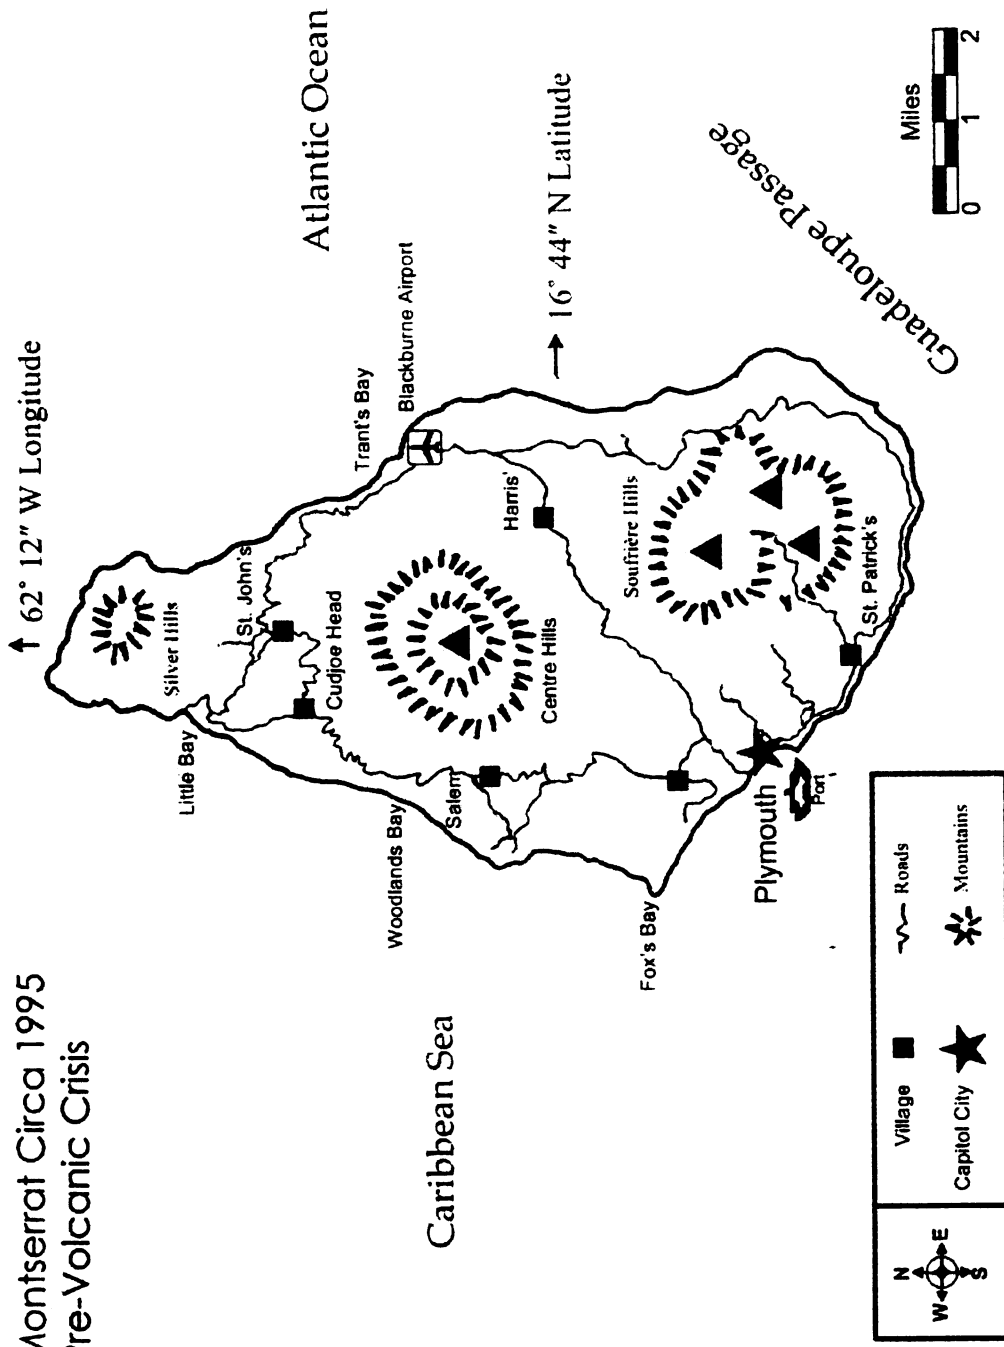 Montserrat Circa 1995
Pre-Volcanic Crisis
↑ 62° 12" W Longitude
Silver Hills
Little Bay
St. John's
Cudjoe Head
Atlantic Ocean
Trant's Bay
Blackburne Airport
Woodlands Bay
Salem
Centre Hills
Harris'
Caribbean Sea
→ 16° 44" N Latitude
Soufrière Hills
Fox's Bay
Plymouth
Port
St. Patrick's
Guadeloupe Passage
Miles
0 1 2
N
W E
S
Village
Roads
Capitol City
Mountains